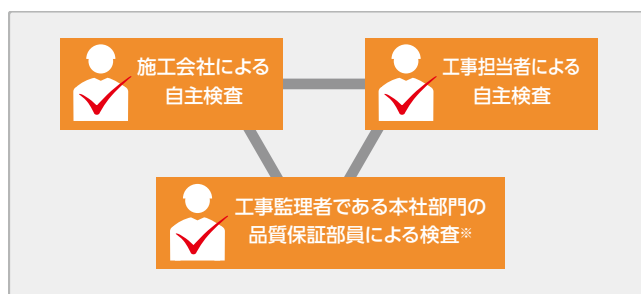 施工会社による
自主検査
工事担当者による
自主検査
工事監理者である本社部門の
品質保証部員による検査※